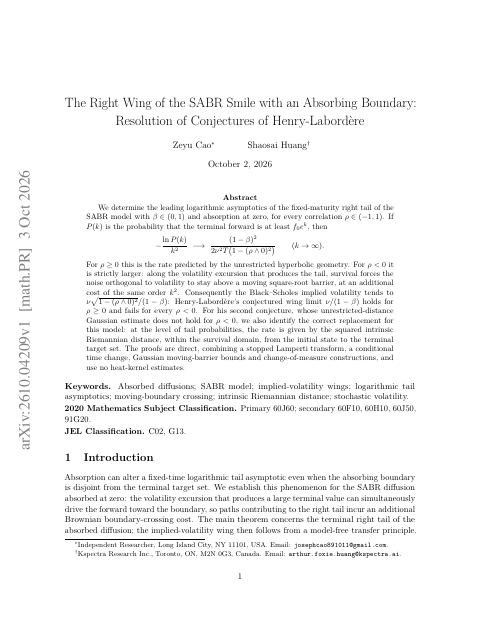 arXiv:2610.04209v1 [math.PR] 3 Oct 2026
The Right Wing of the SABR Smile with an Absorbing Boundary:
Resolution of Conjectures of Henry-Labordère
Zeyu Cao* Shaosai Huang†
October 2, 2026
Abstract
We determine the leading logarithmic asymptotics of the fixed-maturity right tail of the
SABR model with β ∈ (0, 1) and absorption at zero, for every correlation ρ ∈ (−1, 1). If
P(k) is the probability that the terminal forward is at least f₀eᵏ, then
−ln P(k)/k² ⟶ (1 − β)²/2ν²T{1 − (ρ∧0)²} (k → ∞).
For ρ ≥ 0 this is the rate predicted by the unrestricted hyperbolic geometry. For ρ < 0 it
is strictly larger: along the volatility excursion that produces the tail, survival forces the
noise orthogonal to volatility to stay above a moving square-root barrier, at an additional
cost of the same order k². Consequently the Black–Scholes implied volatility tends to
ν√1 − (ρ∧0)²/(1 − β): Henry-Labordère's conjectured wing limit ν/(1 − β) holds for
ρ ≥ 0 and fails for every ρ < 0. For his second conjecture, whose unrestricted-distance
Gaussian estimate does not hold for ρ < 0, we also identify the correct replacement for
this model: at the level of tail probabilities, the rate is given by the squared intrinsic
Riemannian distance, within the survival domain, from the initial state to the terminal
target set. The proofs are direct, combining a stopped Lamperti transform, a conditional
time change, Gaussian moving-barrier bounds and change-of-measure constructions, and
use no heat-kernel estimates.
Keywords. Absorbed diffusions; SABR model; implied-volatility wings; logarithmic tail
asymptotics; moving-boundary crossing; intrinsic Riemannian distance; stochastic volatility.
2020 Mathematics Subject Classification. Primary 60J60; secondary 60F10, 60H10, 60J50,
91G20.
JEL Classification. C02, G13.
1 Introduction
Absorption can alter a fixed-time logarithmic tail asymptotic even when the absorbing boundary
is disjoint from the terminal target set. We establish this phenomenon for the SABR diffusion
absorbed at zero: the volatility excursion that produces a large terminal value can simultaneously
drive the forward toward the boundary, so paths contributing to the right tail incur an additional
Brownian boundary-crossing cost. The main theorem concerns the terminal right tail of the
absorbed diffusion; the implied-volatility wing then follows from a model-free transfer principle.
*Independent Researcher, Long Island City, NY 11101, USA. Email: josephcao891011@gmail.com.
†Kspectra Research Inc., Toronto, ON, M2N 0G3, Canada. Email: arthur.foxie.huang@kspectra.ai.
1